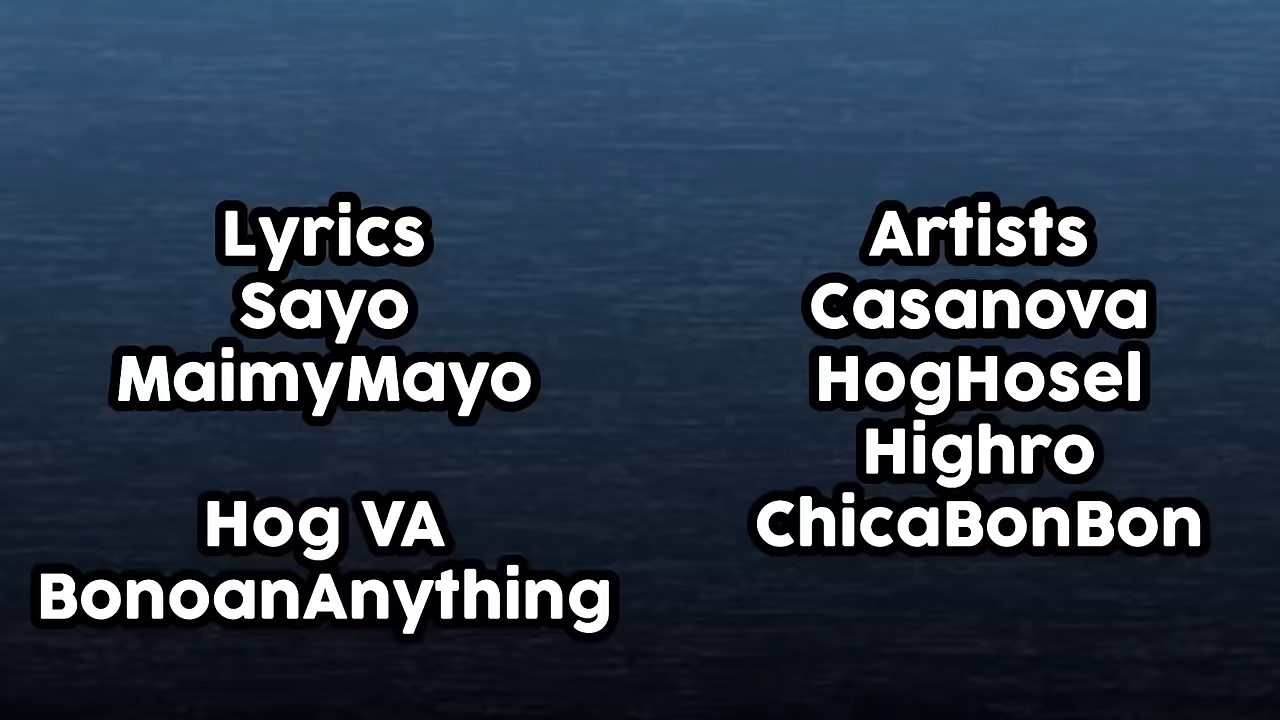 Lyrics
Sayo
MaimyMayo
Hog VA
BonoanAnything
Artists
Casanova
HogHosel
Highro
ChicaBonBon